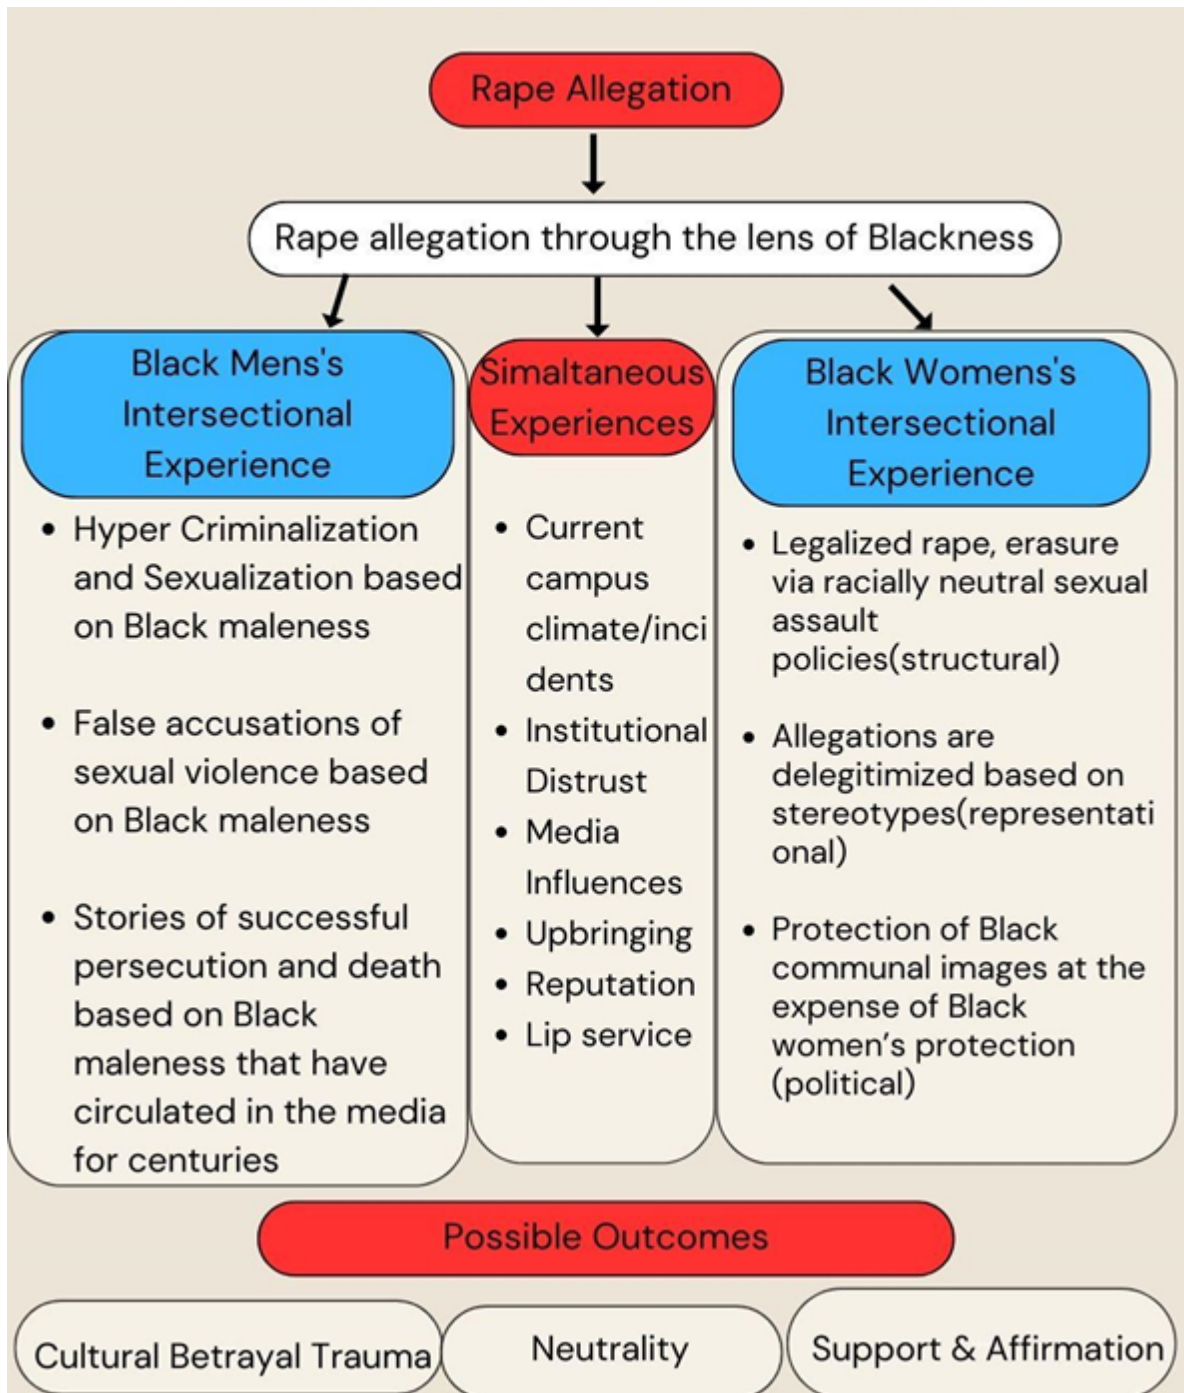 Rape Allegation
Rape allegation through the lens of Blackness
Black Mens's
Intersectional
Experience
• Hyper Criminalization
and Sexualization based
on Black maleness
• False accusations of
sexual violence based
on Black maleness
• Stories of successful
persecution and death
based on Black
maleness that have
circulated in the media
for centuries
Simaltaneous
Experiences
• Current
campus
climate/inci
dents
• Institutional
Distrust
• Media
Influences
• Upbringing
• Reputation
• Lip service
Black Womens's
Intersectional
Experience
• Legalized rape, erasure
via racially neutral sexual
assault
policies(structural)
• Allegations are
delegitimized based on
stereotypes(representati
onal)
• Protection of Black
communal images at the
expense of Black
women’s protection
(political)
Possible Outcomes
Cultural Betrayal Trauma
Neutrality
Support & Affirmation